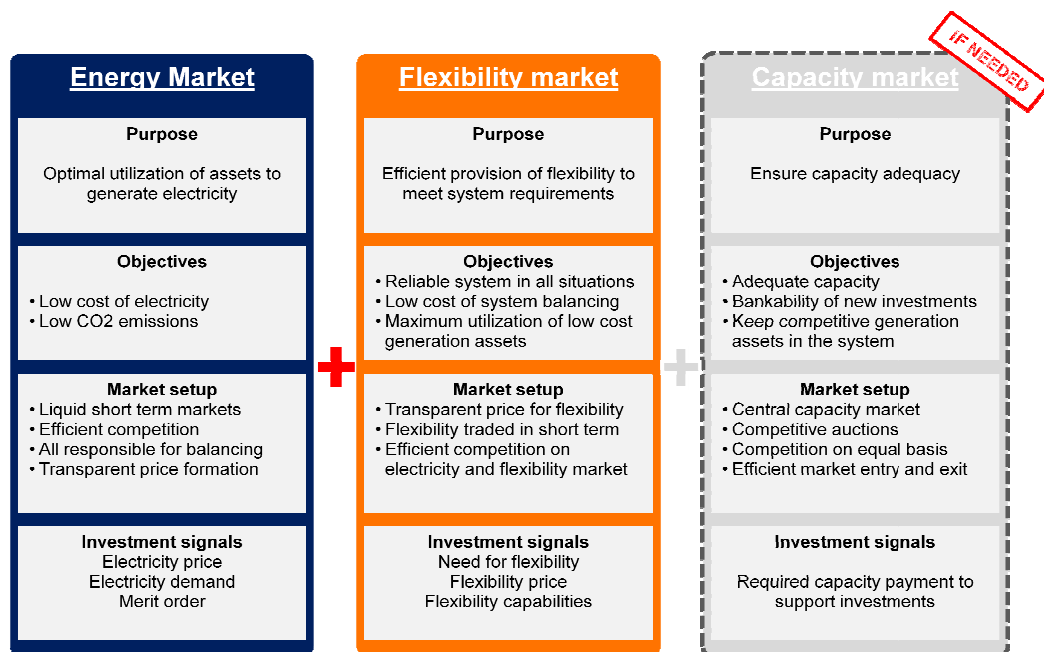 IF NEEDED
Energy Market
Purpose
Optimal utilization of assets to
generate electricity
Objectives
• Low cost of electricity
• Low CO2 emissions
Market setup
• Liquid short term markets
• Efficient competition
• All responsible for balancing
• Transparent price formation
Investment signals
Electricity price
Electricity demand
Merit order
Flexibility market
Purpose
Efficient provision of flexibility to
meet system requirements
Objectives
• Reliable system in all situations
• Low cost of system balancing
• Maximum utilization of low cost
generation assets
Market setup
• Transparent price for flexibility
• Flexibility traded in short term
• Efficient competition on
electricity and flexibility market
Investment signals
Need for flexibility
Flexibility price
Flexibility capabilities
Capacity market
Purpose
Ensure capacity adequacy
Objectives
• Adequate capacity
• Bankability of new investments
• Keep competitive generation
assets in the system
Market setup
• Central capacity market
• Competitive auctions
• Competition on equal basis
• Efficient market entry and exit
Investment signals
Required capacity payment to
support investments